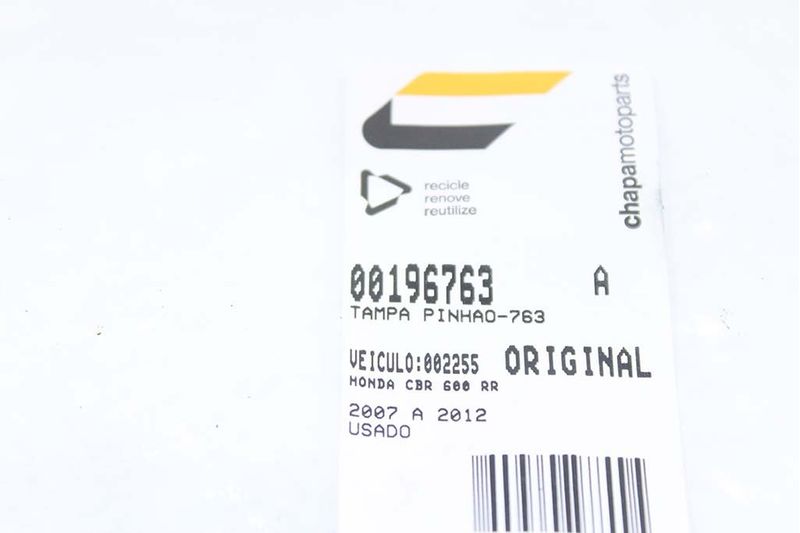 chapamotoparts
recicle
renove
reutilize
00196763 A
TAMPA PINHAO-763
VEICULO:002255 ORIGINAL
HONDA CBR 600 RR
2007 A 2012
USADO